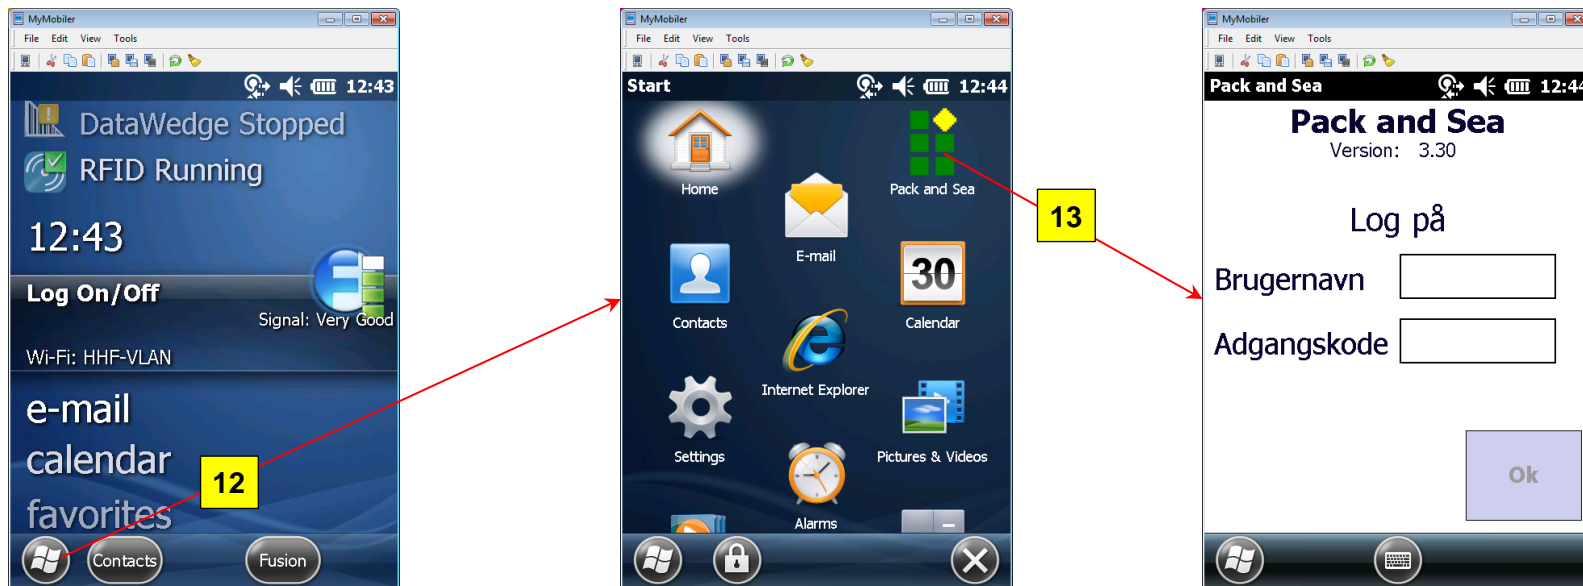 MyMobiler
File Edit View Tools
12:43
DataWedge Stopped
RFID Running
12:43
Log On/Off
Signal: Very Good
Wi-Fi: HHF-VLAN
e-mail
calendar
favorites
Contacts
Fusion
12
MyMobiler
File Edit View Tools
Start
12:44
Home
Pack and Sea
E-mail
30
Contacts
Calendar
Internet Explorer
Settings
Pictures & Videos
Alarms
13
MyMobiler
File Edit View Tools
Pack and Sea
12:44
Pack and Sea
Version: 3.30
Log på
Brugernavn
Adgangskode
Ok